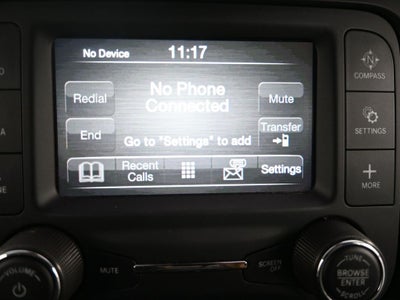 No Device 11:17
COMPASS
No Phone
Connected
Redial
Mute
SETTINGS
End
Go to "Settings" to add
Transfer
Recent
Calls
Settings
MORE
MUTE
SCREEN
OFF
TUNE
BROWSE
ENTER
SCROLL